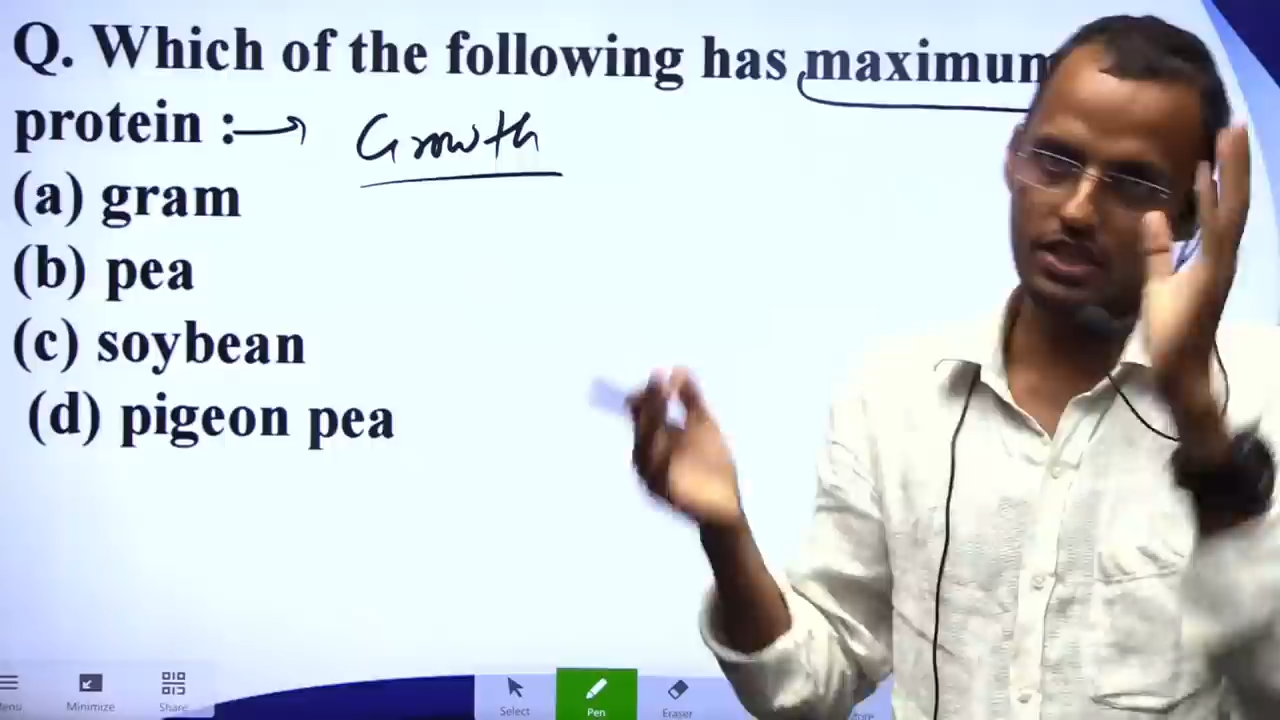 Q. Which of the following has maximum
protein : Growth
(a) gram
(b) pea
(c) soybean
(d) pigeon pea
Minimize
Share
Select
Pen
Eraser